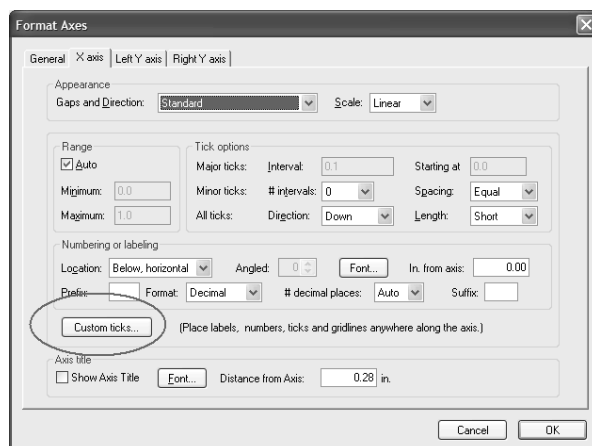 Format Axes
General X axis Left Y axis Right Y axis
Appearance
Gaps and Direction: Standard Scale: Linear
Range
Auto
Minimum: 0.0
Maximum: 1.0
Tick options
Major ticks: Interval: 0.1 Starting at 0.0
Minor ticks: # intervals: 0 Spacing: Equal
All ticks: Direction: Down Length: Short
Numbering or labeling
Location: Below, horizontal Angled: 0 Font... In. from axis: 0.00
Prefix: Format: Decimal # decimal places: Auto Suffix:
Custom ticks... (Place labels, numbers, ticks and gridlines anywhere along the axis.)
Axis title
Show Axis Title Font... Distance from Axis: 0.28 in.
Cancel OK